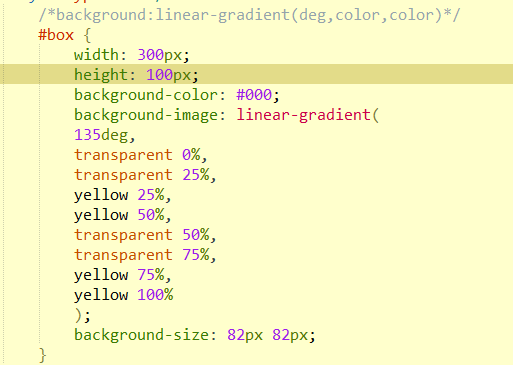 /*background:linear-gradient(deg,color,color)*/
#box {
width: 300px;
height: 100px;
background-color: #000;
background-image: linear-gradient(
135deg,
transparent 0%,
transparent 25%,
yellow 25%,
yellow 50%,
transparent 50%,
transparent 75%,
yellow 75%,
yellow 100%
);
background-size: 82px 82px;
}